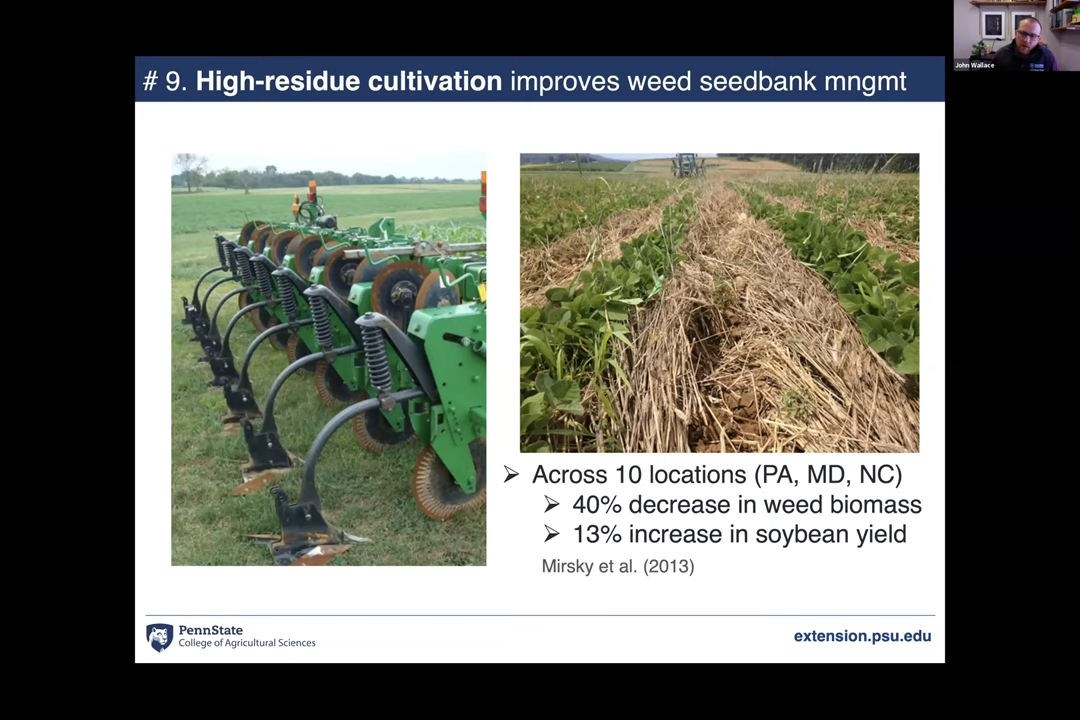 # 9. High-residue cultivation improves weed seedbank mngmt
John Wallace
➢ Across 10 locations (PA, MD, NC)
➢ 40% decrease in weed biomass
➢ 13% increase in soybean yield
Mirsky et al. (2013)
PennState
College of Agricultural Sciences
extension.psu.edu